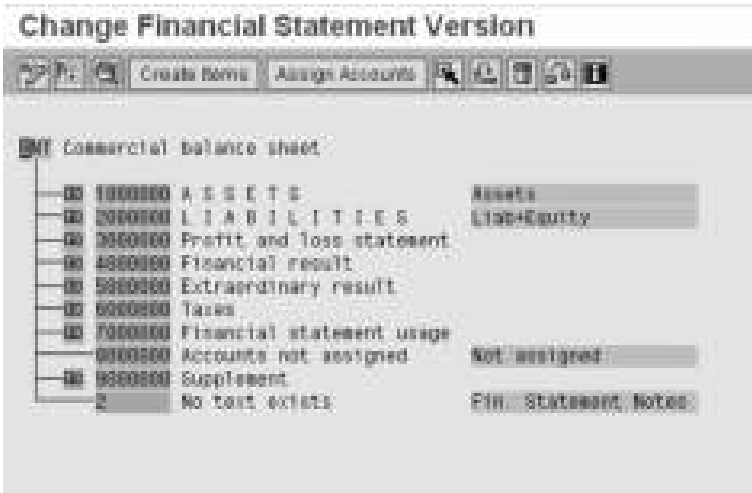 Change Financial Statement Version
Create Items Assign Accounts
Commercial balance sheet
1000000 A S S E T S Assets
2000000 L I A B I L I T I E S Liab+Equity
3000000 Profit and loss statement
4000000 Financial result
5000000 Extraordinary result
6000000 Taxes
7000000 Financial statement usage
Accounts not assigned Not assigned
9000000 Supplement
No text exists Fin. Statement Notes